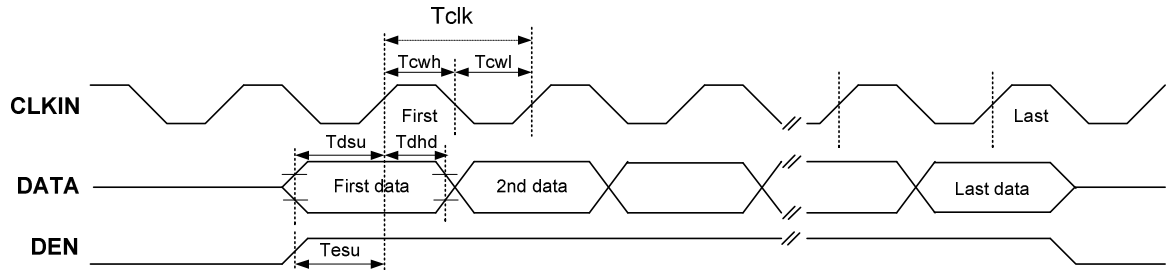 Tclk
Tcwh Tcwl
CLKIN First Last
Tdsu Tdhd
DATA First data 2nd data Last data
DEN
Tesu